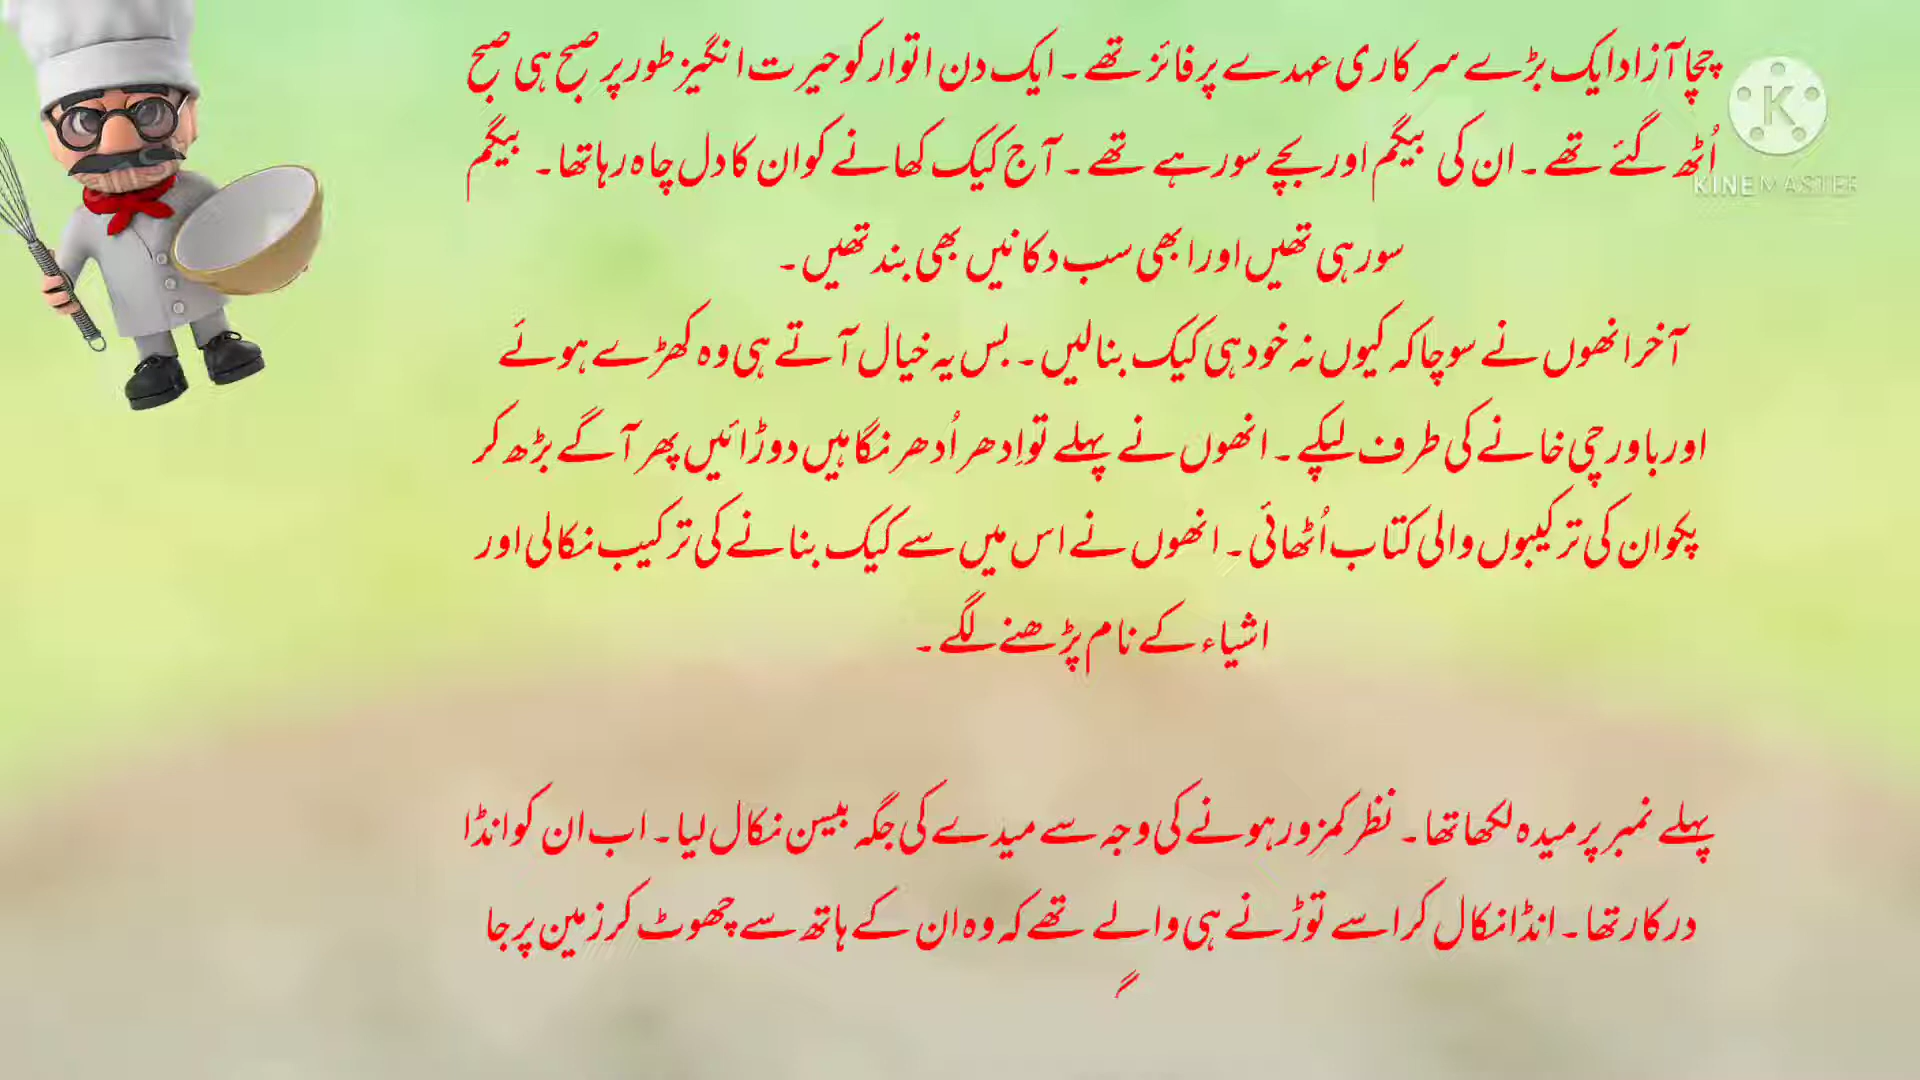 چچا آزاد ایک بڑے سرکاری عہدے پر فائز تھے۔ ایک دن اتوار کو حیرت انگیز طور پر صبح ہی صبح
اُٹھ گئے تھے۔ ان کی بیگم اور بچے سو رہے تھے۔ آج کیک کھانے کو ان کا دل چاہ رہا تھا۔ بیگم
سو رہی تھیں اور ابھی سب دکانیں بھی بند تھیں۔
آخر انھوں نے سوچا کہ کیوں نہ خود ہی کیک بنا لیں۔ بس یہ خیال آتے ہی وہ کھڑے ہوئے
اور باورچی خانے کی طرف لپکے۔ انھوں نے پہلے تو اِدھر اُدھر نگاہیں دوڑائیں پھر آگے بڑھ کر
پکوان کی ترکیبوں والی کتاب اُٹھائی۔ انھوں نے اس میں سے کیک بنانے کی ترکیب نکالی اور
اشیاء کے نام پڑھنے لگے۔
پہلے نمبر پر میدہ لکھا تھا۔ نظر کمزور ہونے کی وجہ سے میدے کی جگہ بیسن نکال لیا۔ اب ان کو انڈا
درکار تھا۔ انڈا نکال کر اسے توڑنے ہی والے تھے کہ وہ ان کے ہاتھ سے چھوٹ کر زمین پر جا
K
KINEMASTER